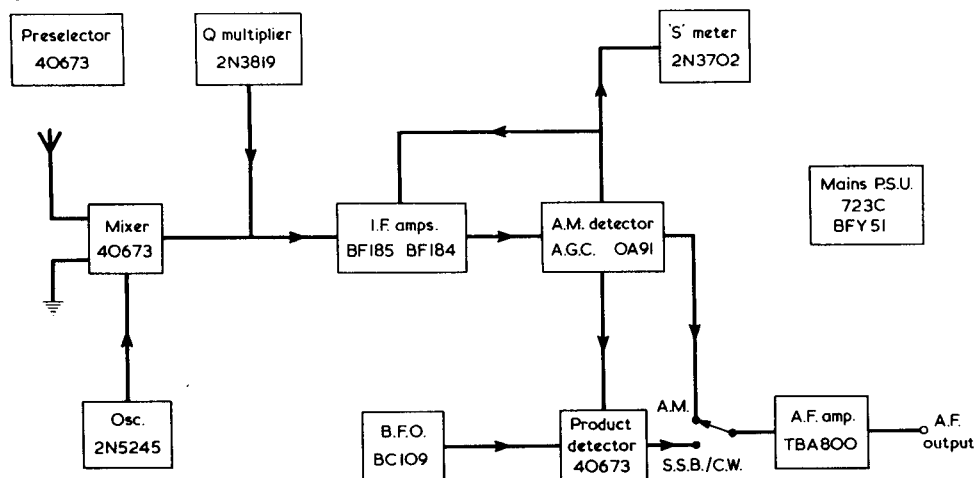 Preselector
40673
Q multiplier
2N3819
'S' meter
2N3702
Mains P.S.U.
723C
BFY51
Mixer
40673
I.F. amps.
BF185 BF184
A.M. detector
A.G.C. OA91
Osc.
2N5245
B.F.O.
BC109
Product
detector
40673
A.M.
S.S.B./C.W.
A.F. amp.
TBA800
A.F.
output